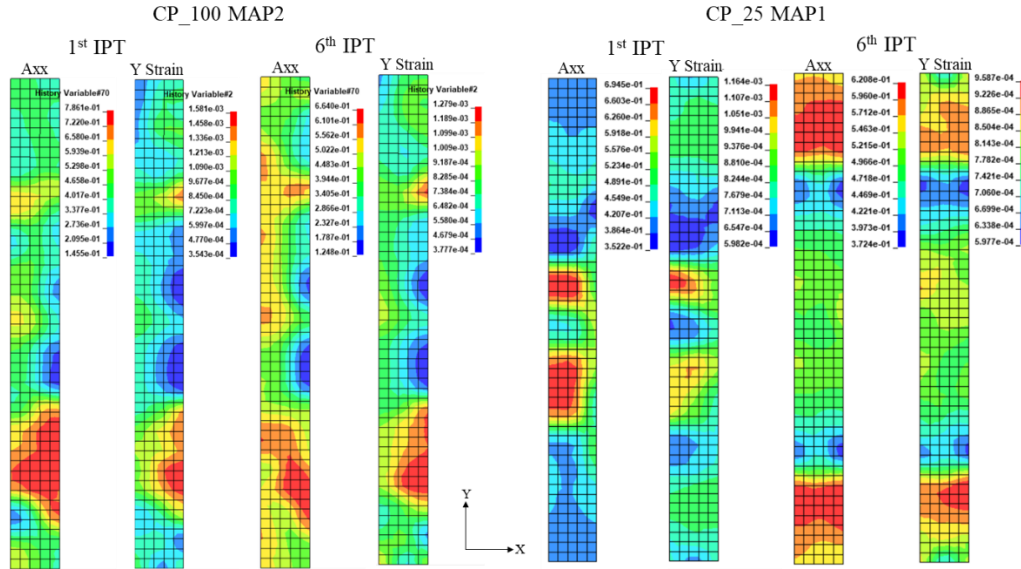 CP_100 MAP2
CP_25 MAP1
1st IPT
6th IPT
1st IPT
6th IPT
Axx
Y Strain
Axx
Y Strain
Axx
Y Strain
Axx
Y Strain
History Variable#70
7.861e-01
7.220e-01
6.580e-01
5.939e-01
5.298e-01
4.658e-01
4.017e-01
3.377e-01
2.736e-01
2.095e-01
1.455e-01
History Variable#2
1.581e-03
1.458e-03
1.336e-03
1.213e-03
1.090e-03
9.677e-04
8.450e-04
7.223e-04
5.997e-04
4.770e-04
3.543e-04
History Variable#70
6.640e-01
6.101e-01
5.562e-01
5.022e-01
4.483e-01
3.944e-01
3.405e-01
2.866e-01
2.327e-01
1.787e-01
1.248e-01
History Variable#2
1.279e-03
1.189e-03
1.099e-03
1.009e-03
9.187e-04
8.285e-04
7.384e-04
6.482e-04
5.580e-04
4.679e-04
3.777e-04
6.945e-01
6.603e-01
6.260e-01
5.918e-01
5.576e-01
5.234e-01
4.891e-01
4.549e-01
4.207e-01
3.864e-01
3.522e-01
1.164e-03
1.107e-03
1.051e-03
9.941e-04
9.376e-04
8.810e-04
8.244e-04
7.679e-04
7.113e-04
6.547e-04
5.982e-04
6.208e-01
5.960e-01
5.712e-01
5.463e-01
5.215e-01
4.966e-01
4.718e-01
4.469e-01
4.221e-01
3.973e-01
3.724e-01
9.587e-04
9.226e-04
8.865e-04
8.504e-04
8.143e-04
7.782e-04
7.421e-04
7.060e-04
6.699e-04
6.338e-04
5.977e-04
Y
X